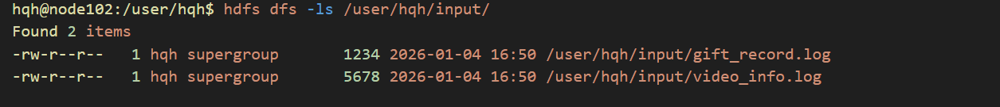 hqh@node102:/user/hqh$ hdfs dfs -ls /user/hqh/input/
Found 2 items
-rw-r--r--   1 hqh supergroup       1234 2026-01-04 16:50 /user/hqh/input/gift_record.log
-rw-r--r--   1 hqh supergroup       5678 2026-01-04 16:50 /user/hqh/input/video_info.log